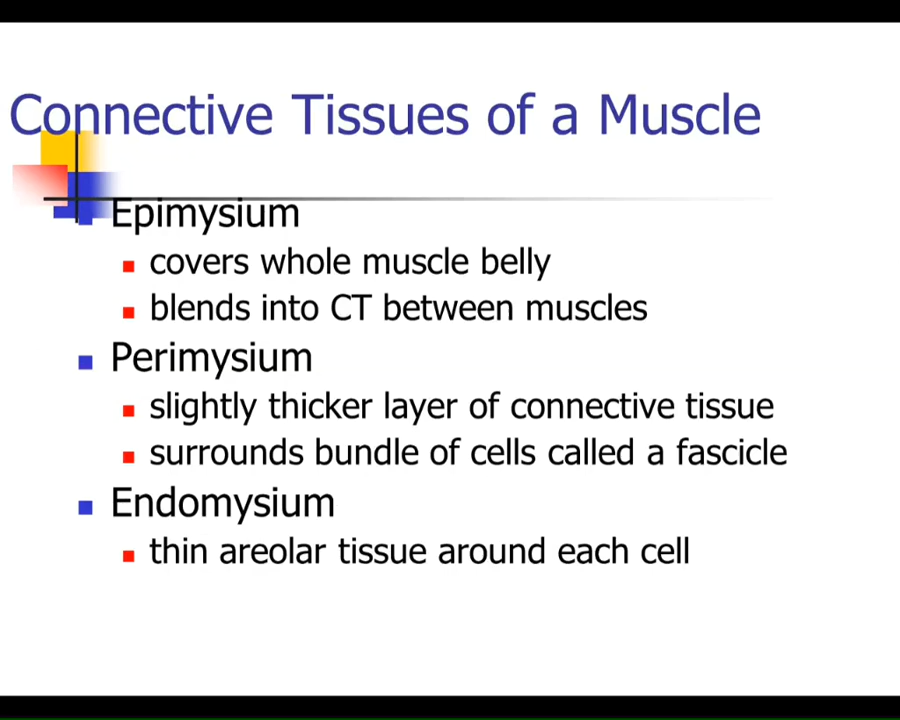 Connective Tissues of a Muscle
Epimysium
covers whole muscle belly
blends into CT between muscles
Perimysium
slightly thicker layer of connective tissue
surrounds bundle of cells called a fascicle
Endomysium
thin areolar tissue around each cell